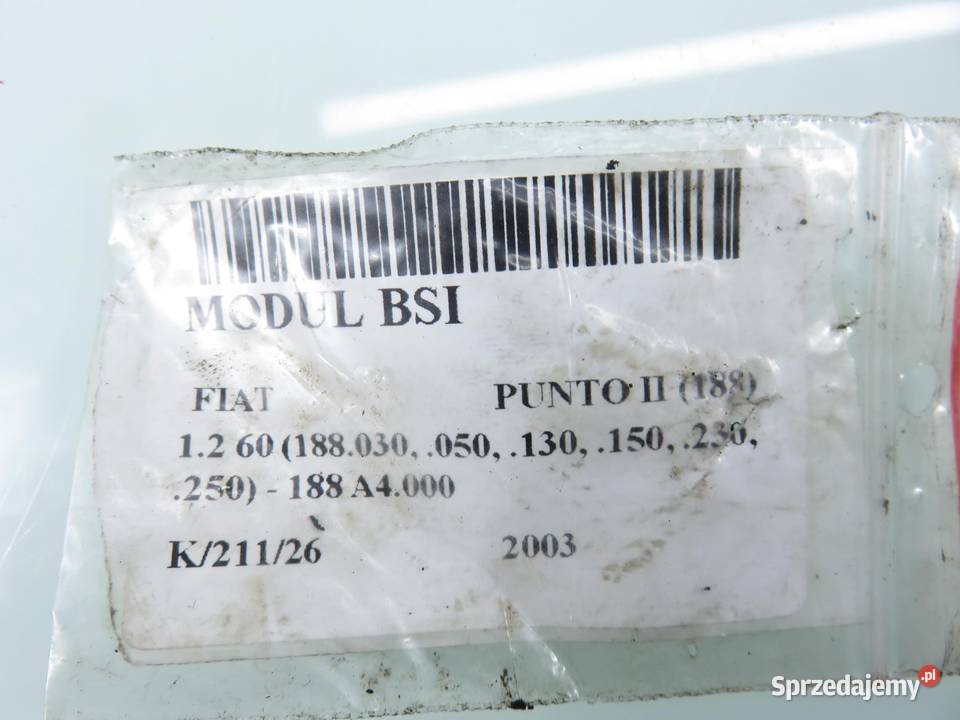 MODUL BSI
FIAT PUNTO II (188)
1.2 60 (188.030, .050, .130, .150, .230,
.250) - 188 A4.000
K/211/26 2003
Sprzedajemy.pl